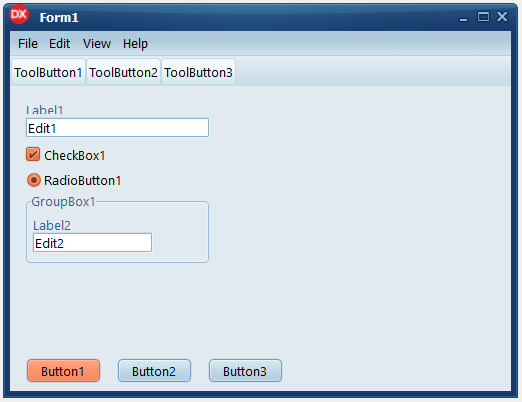 DX Form1
File Edit View Help
ToolButton1 ToolButton2 ToolButton3
Label1
Edit1
CheckBox1
RadioButton1
GroupBox1
Label2
Edit2
Button1 Button2 Button3